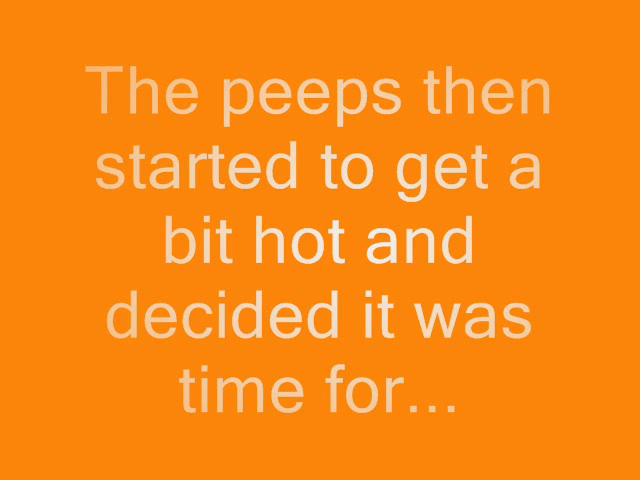 The peeps then
started to get a
bit hot and
decided it was
time for...